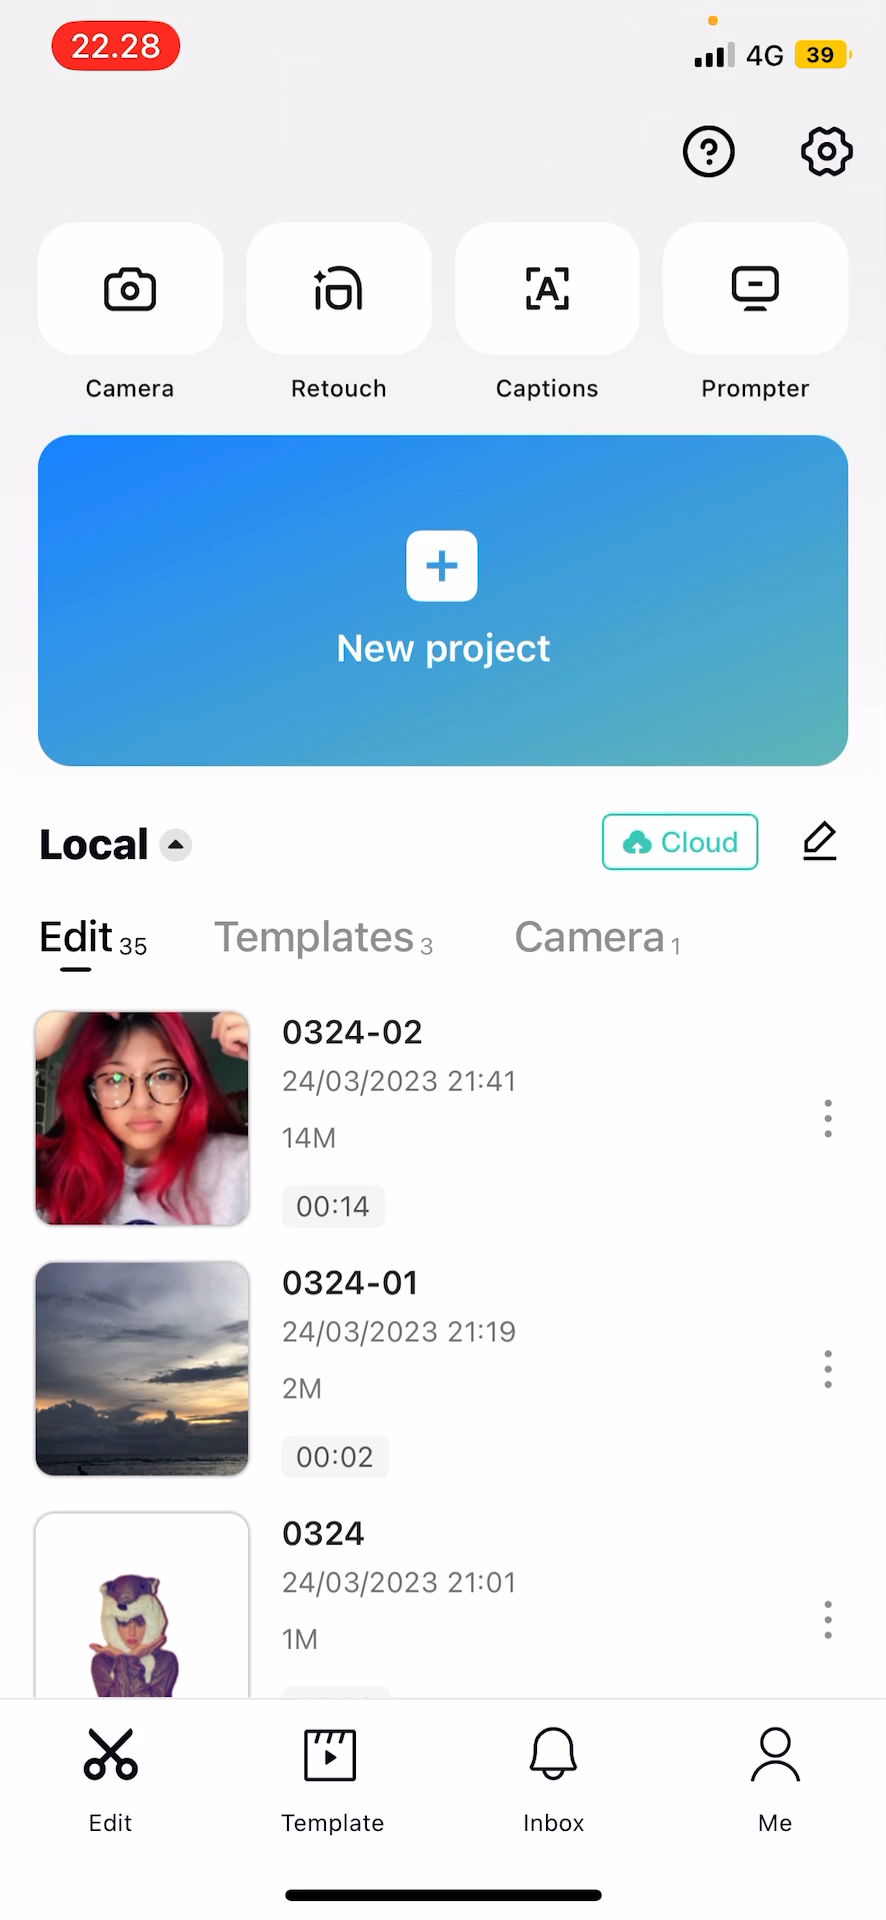 22.28
4G 39
Camera
Retouch
Captions
Prompter
New project
Local
Cloud
Edit 35
Templates 3
Camera 1
0324-02
24/03/2023 21:41
14M
00:14
0324-01
24/03/2023 21:19
2M
00:02
0324
24/03/2023 21:01
1M
Edit
Template
Inbox
Me